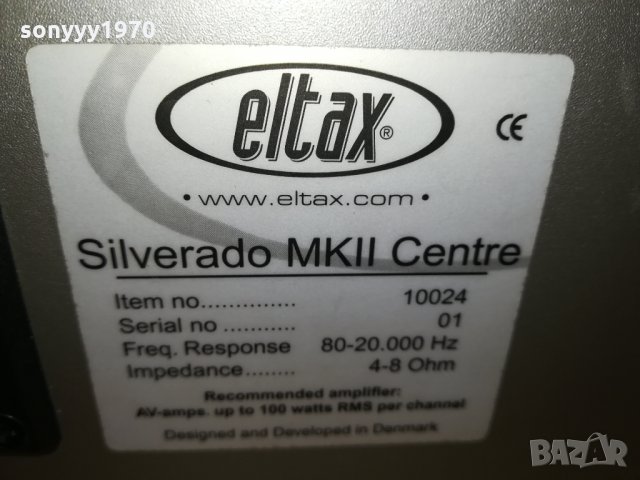 sonyyy1970
eltax®
CE
• www.eltax.com •
Silverado MKII Centre
Item no.............. 10024
Serial no ........... 01
Freq. Response 80-20.000 Hz
Impedance........ 4-8 Ohm
Recommended amplifier:
AV-amps. up to 100 watts RMS per channel
Designed and Developed in Denmark
BAZAR